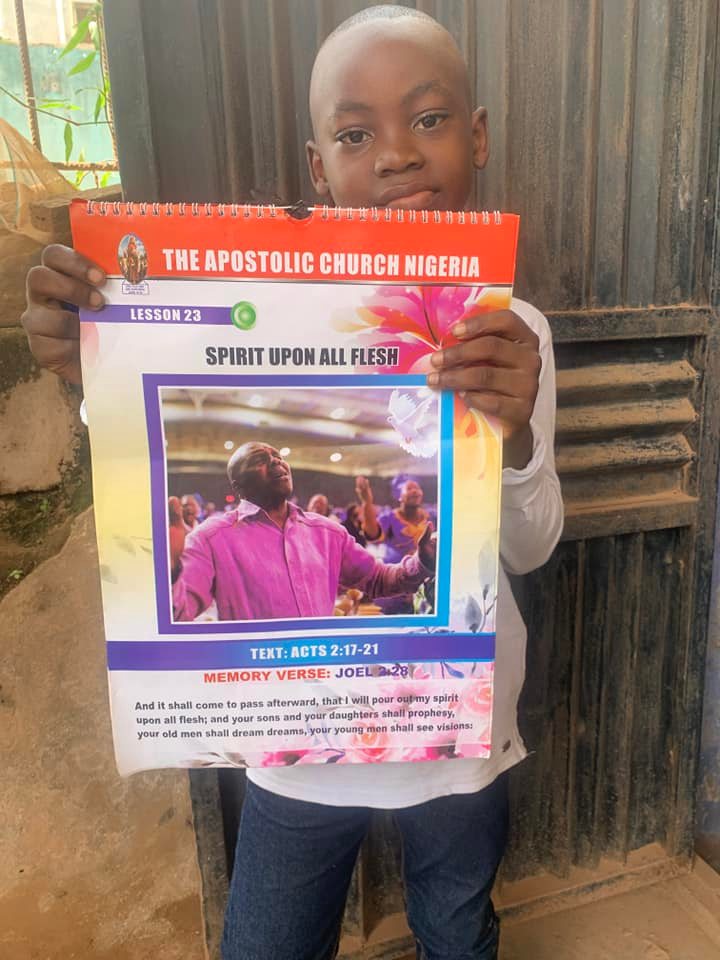 THE APOSTOLIC CHURCH NIGERIA
LESSON 23
SPIRIT UPON ALL FLESH
TEXT: ACTS 2:17-21
MEMORY VERSE: JOEL 2:28
And it shall come to pass afterward, that I will pour out my spirit
upon all flesh; and your sons and your daughters shall prophesy,
your old men shall dream dreams, your young men shall see visions: